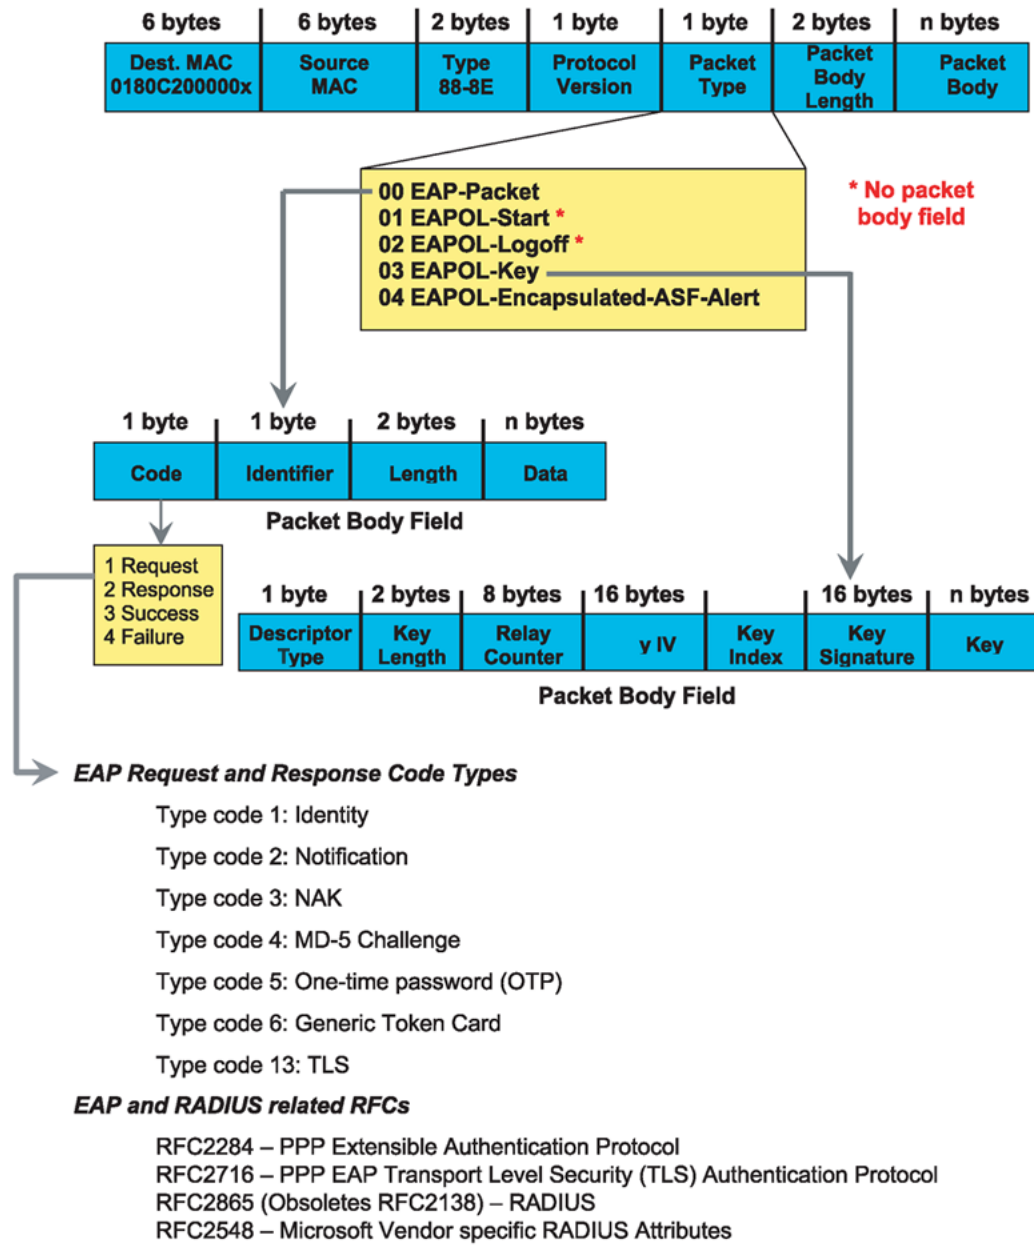 6 bytes 6 bytes 2 bytes 1 byte 1 byte 2 bytes n bytes
Dest. MAC 0180C200000x
Source MAC
Type 88-8E
Protocol Version
Packet Type
Packet Body Length
Packet Body
00 EAP-Packet
01 EAPOL-Start *
02 EAPOL-Logoff *
03 EAPOL-Key
04 EAPOL-Encapsulated-ASF-Alert
* No packet
body field
1 byte 1 byte 2 bytes n bytes
Code Identifier Length Data
Packet Body Field
1 Request
2 Response
3 Success
4 Failure
1 byte 2 bytes 8 bytes 16 bytes 16 bytes n bytes
Descriptor Type
Key Length
Relay Counter
y IV
Key Index
Key Signature
Key
Packet Body Field
EAP Request and Response Code Types
Type code 1: Identity
Type code 2: Notification
Type code 3: NAK
Type code 4: MD-5 Challenge
Type code 5: One-time password (OTP)
Type code 6: Generic Token Card
Type code 13: TLS
EAP and RADIUS related RFCs
RFC2284 – PPP Extensible Authentication Protocol
RFC2716 – PPP EAP Transport Level Security (TLS) Authentication Protocol
RFC2865 (Obsoletes RFC2138) – RADIUS
RFC2548 – Microsoft Vendor specific RADIUS Attributes